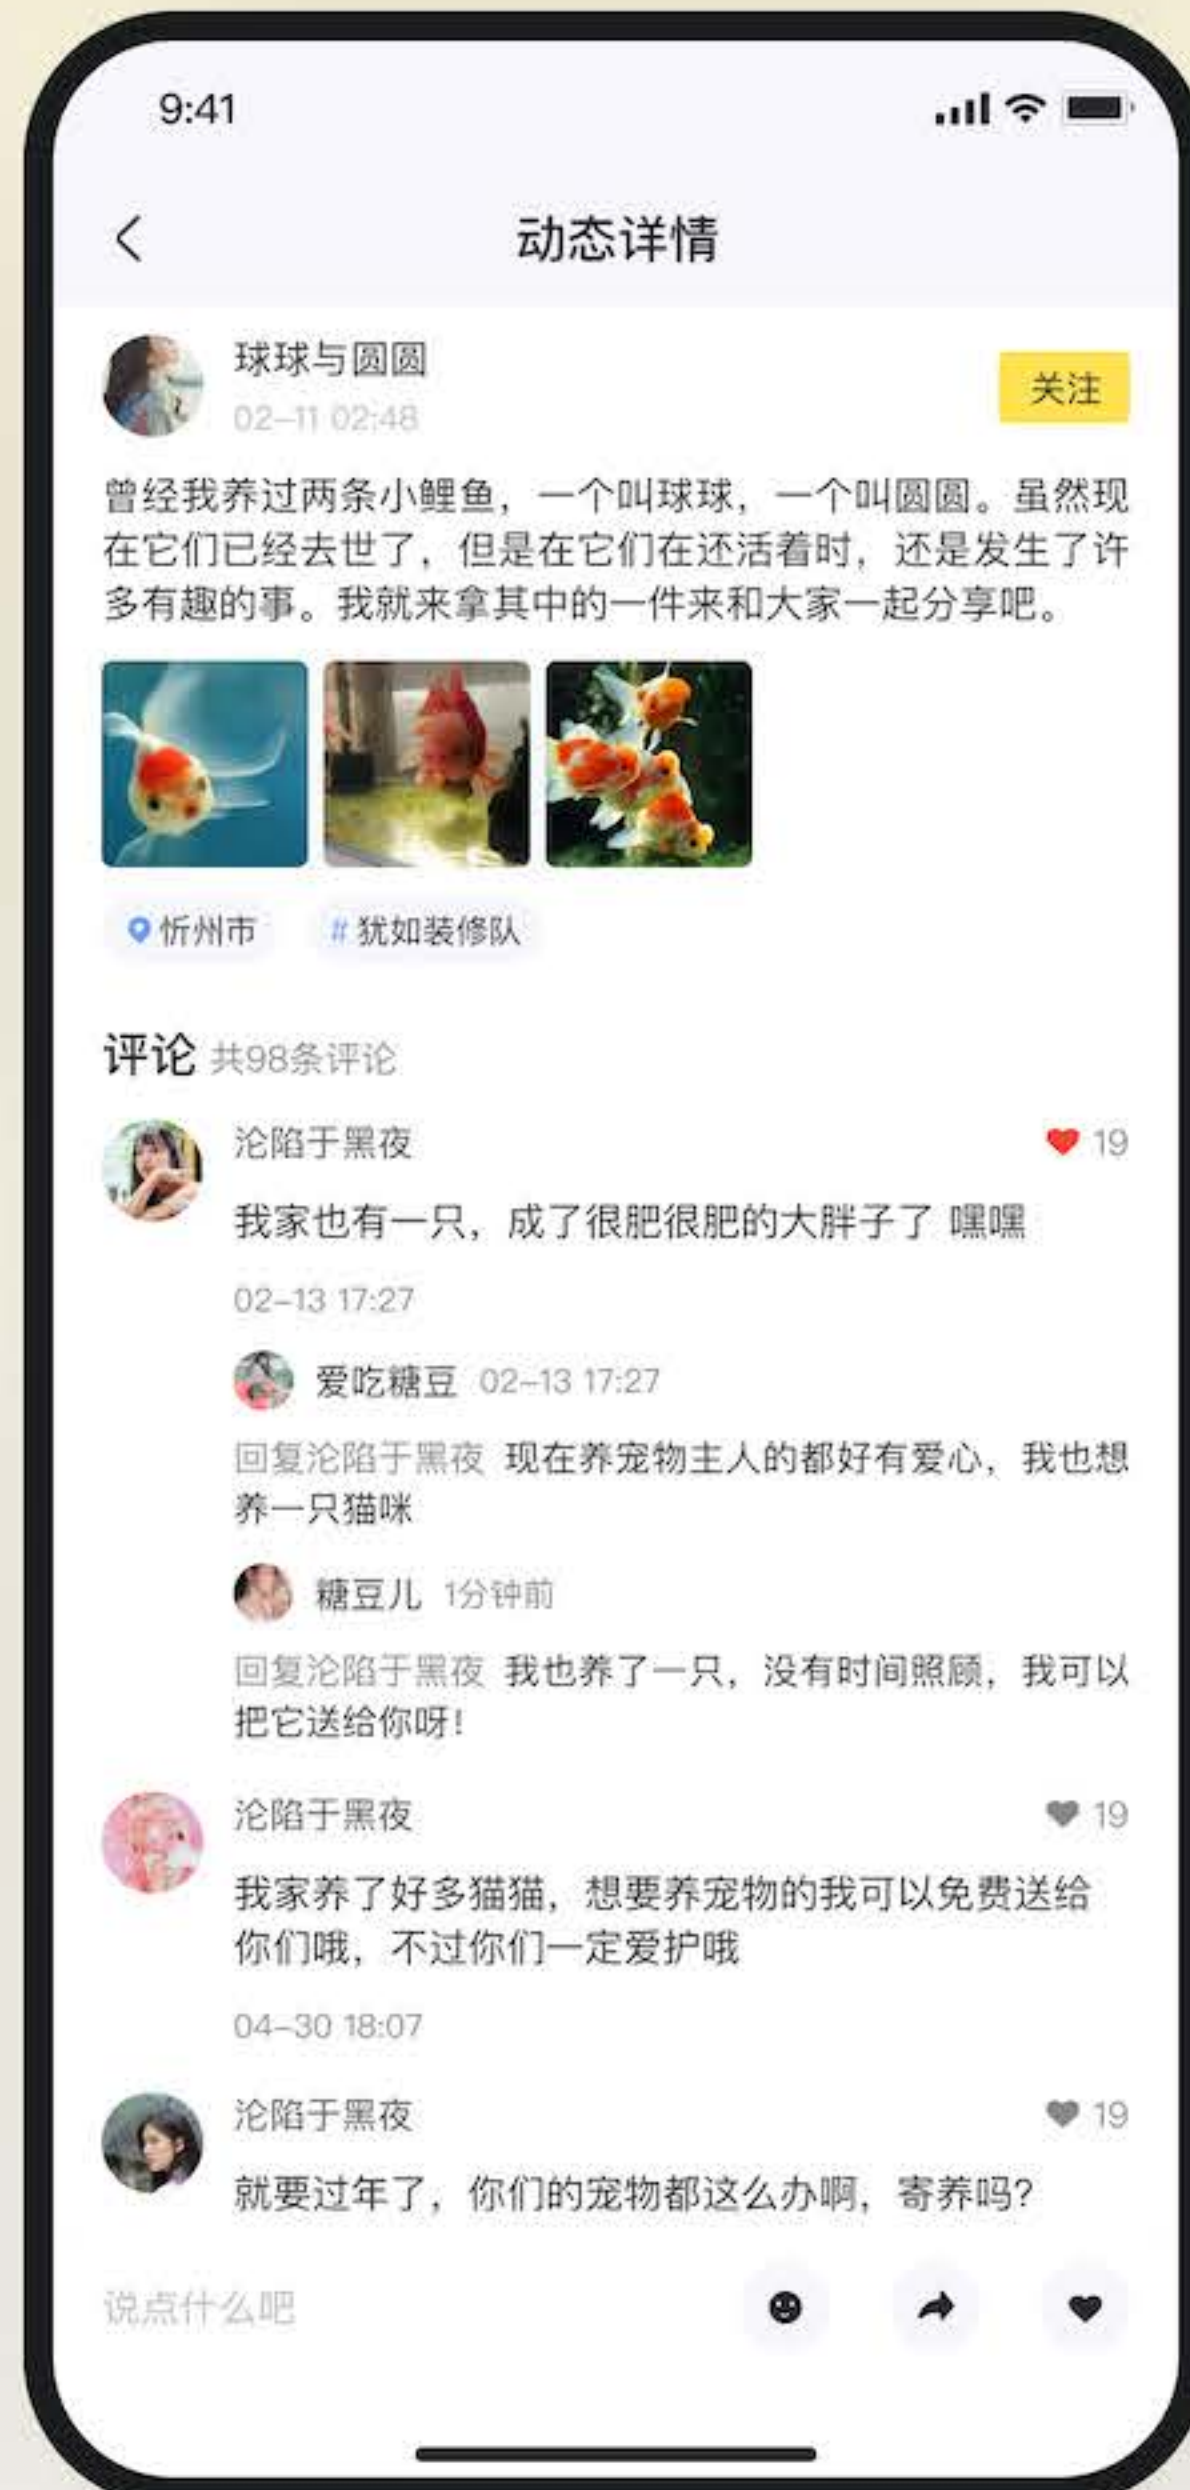 9:41
动态详情
球球与圆圆
02-11 02:48
关注
曾经我养过两条小鲤鱼，一个叫球球，一个叫圆圆。虽然现
在它们已经去世了，但是在它们在还活着时，还是发生了许
多有趣的事。我就来拿其中的一件来和大家一起分享吧。
忻州市 # 犹如装修队
评论 共98条评论
沦陷于黑夜 19
我家也有一只，成了很肥很肥的大胖子了 嘿嘿
02-13 17:27
爱吃糖豆 02-13 17:27
回复沦陷于黑夜 现在养宠物主人的都好有爱心，我也想
养一只猫咪
糖豆儿 1分钟前
回复沦陷于黑夜 我也养了一只，没有时间照顾，我可以
把它送给你呀！
沦陷于黑夜 19
我家养了好多猫猫，想要养宠物的我可以免费送给
你们哦，不过你们一定爱护哦
04-30 18:07
沦陷于黑夜 19
就要过年了，你们的宠物都这么办啊，寄养吗？
说点什么吧